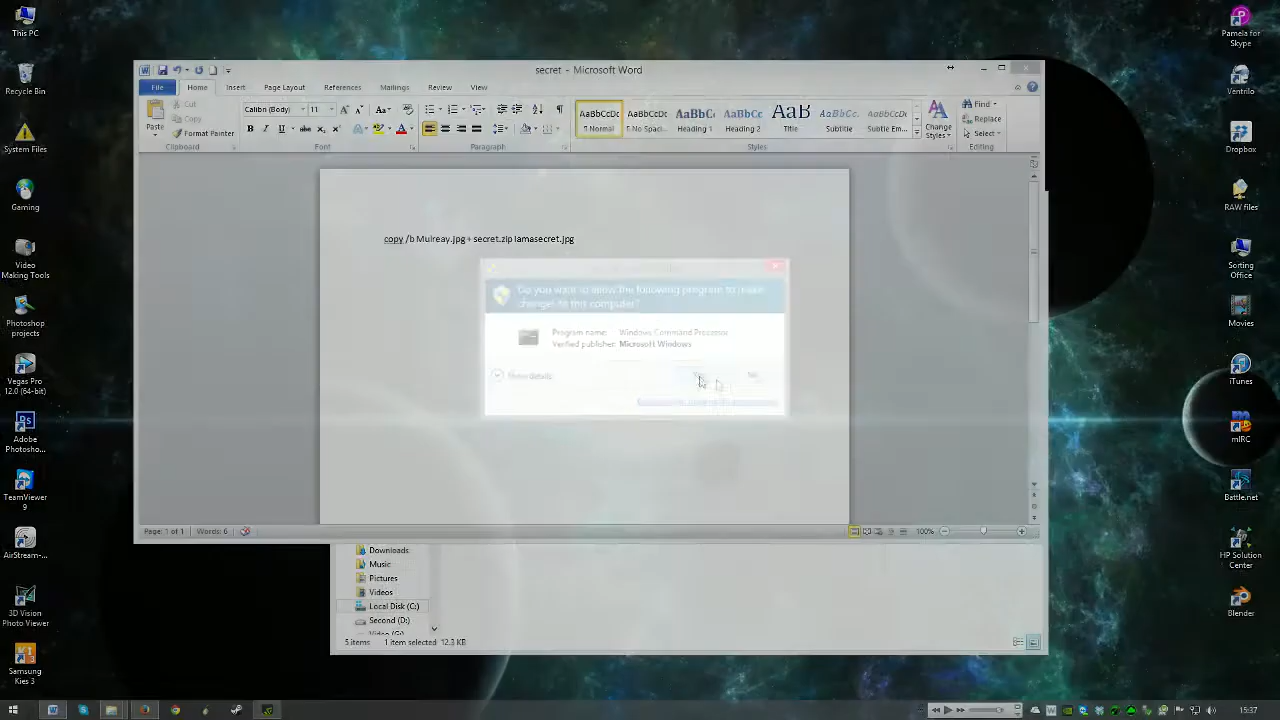 This PC
Recycle Bin
System Files
Gaming
Video
Making Tools
Photoshop
projects
Vegas Pro
12.0 (64-bit)
Adobe
Photosho...
TeamViewer
9
AirStream-...
3D Vision
Photo Viewer
Samsung
Kies 3
secret - Microsoft Word
File Home Insert Page Layout References Mailings Review View
Paste
Cut
Copy
Format Painter
Clipboard
Calibri (Body) 11
Font
Paragraph
AaBbCcDc AaBbCcDc AaBbC AaBbCc AaB AaBbCc. AaBbCcDc
¶ Normal ¶ No Spaci... Heading 1 Heading 2 Title Subtitle Subtle Em...
Change
Styles
Styles
Find
Replace
Select
Editing
copy /b Mulreay.jpg + secret.zip Iamasecret.jpg
Do you want to allow the following program to make
changes to this computer?
Program name: Windows Command Processor
Verified publisher: Microsoft Windows
Show details
No
Page: 1 of 1 Words: 6 100%
Downloads
Music
Pictures
Videos
Local Disk (C:)
Second (D:)
5 items 1 item selected 12.3 KB
Pamela for
Skype
Ventrilo
Dropbox
RAW files
Sorting
Office
Movies
iTunes
mIRC
Battle.net
HP Solution
Center
Blender
15:37